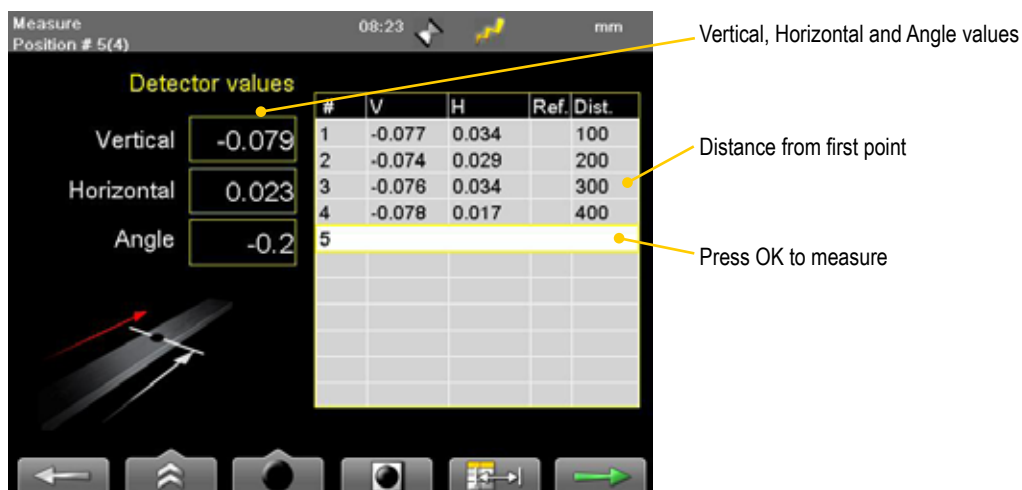 Measure 08:23 mm
Position # 5(4)
Vertical, Horizontal and Angle values
Detector values
# V H Ref. Dist.
Vertical -0.079
1 -0.077 0.034 100
2 -0.074 0.029 200
Distance from first point
Horizontal 0.023
3 -0.076 0.034 300
4 -0.078 0.017 400
Angle -0.2
5
Press OK to measure